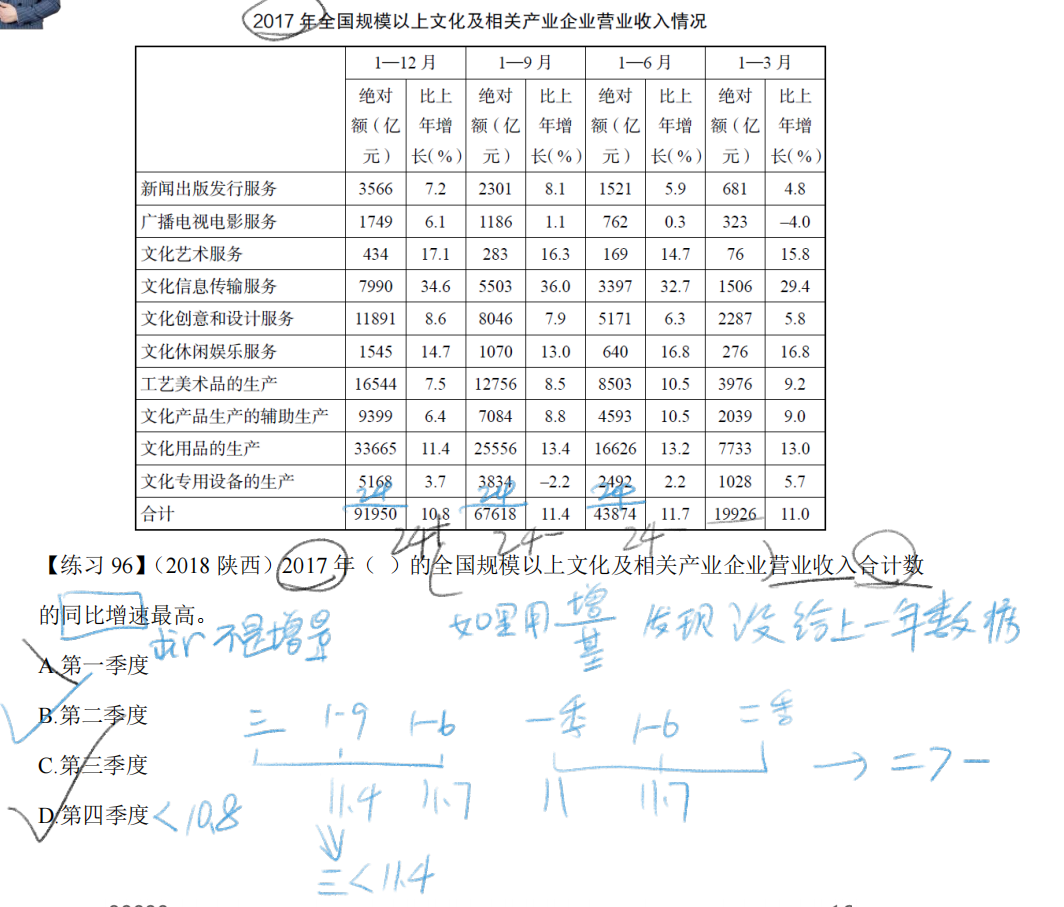 2017年全国规模以上文化及相关产业企业营业收入情况
1—12月 1—9月 1—6月 1—3月
绝对额(亿元) 比上年增长(%) 绝对额(亿元) 比上年增长(%) 绝对额(亿元) 比上年增长(%) 绝对额(亿元) 比上年增长(%)
新闻出版发行服务 3566 7.2 2301 8.1 1521 5.9 681 4.8
广播电视电影服务 1749 6.1 1186 1.1 762 0.3 323 –4.0
文化艺术服务 434 17.1 283 16.3 169 14.7 76 15.8
文化信息传输服务 7990 34.6 5503 36.0 3397 32.7 1506 29.4
文化创意和设计服务 11891 8.6 8046 7.9 5171 6.3 2287 5.8
文化休闲娱乐服务 1545 14.7 1070 13.0 640 16.8 276 16.8
工艺美术品的生产 16544 7.5 12756 8.5 8503 10.5 3976 9.2
文化产品生产的辅助生产 9399 6.4 7084 8.8 4593 10.5 2039 9.0
文化用品的生产 33665 11.4 25556 13.4 16626 13.2 7733 13.0
文化专用设备的生产 5168 3.7 3834 –2.2 2492 2.2 1028 5.7
24 24 24
合计 91950 10.8 67618 11.4 43874 11.7 19926 11.0
24 24 24
【练习96】(2018陕西)2017年( )的全国规模以上文化及相关产业企业营业收入合计数
的同比增速最高。
求r 不是增量 如果用 增/基 发现 没给上一年数据
A.第一季度
B.第二季度
三 1-9 1-6 一季 1-6 二季
C.第三季度
→ 二>一
D.第四季度 <10.8
11.4 11.7 11 11.7
三<11.4